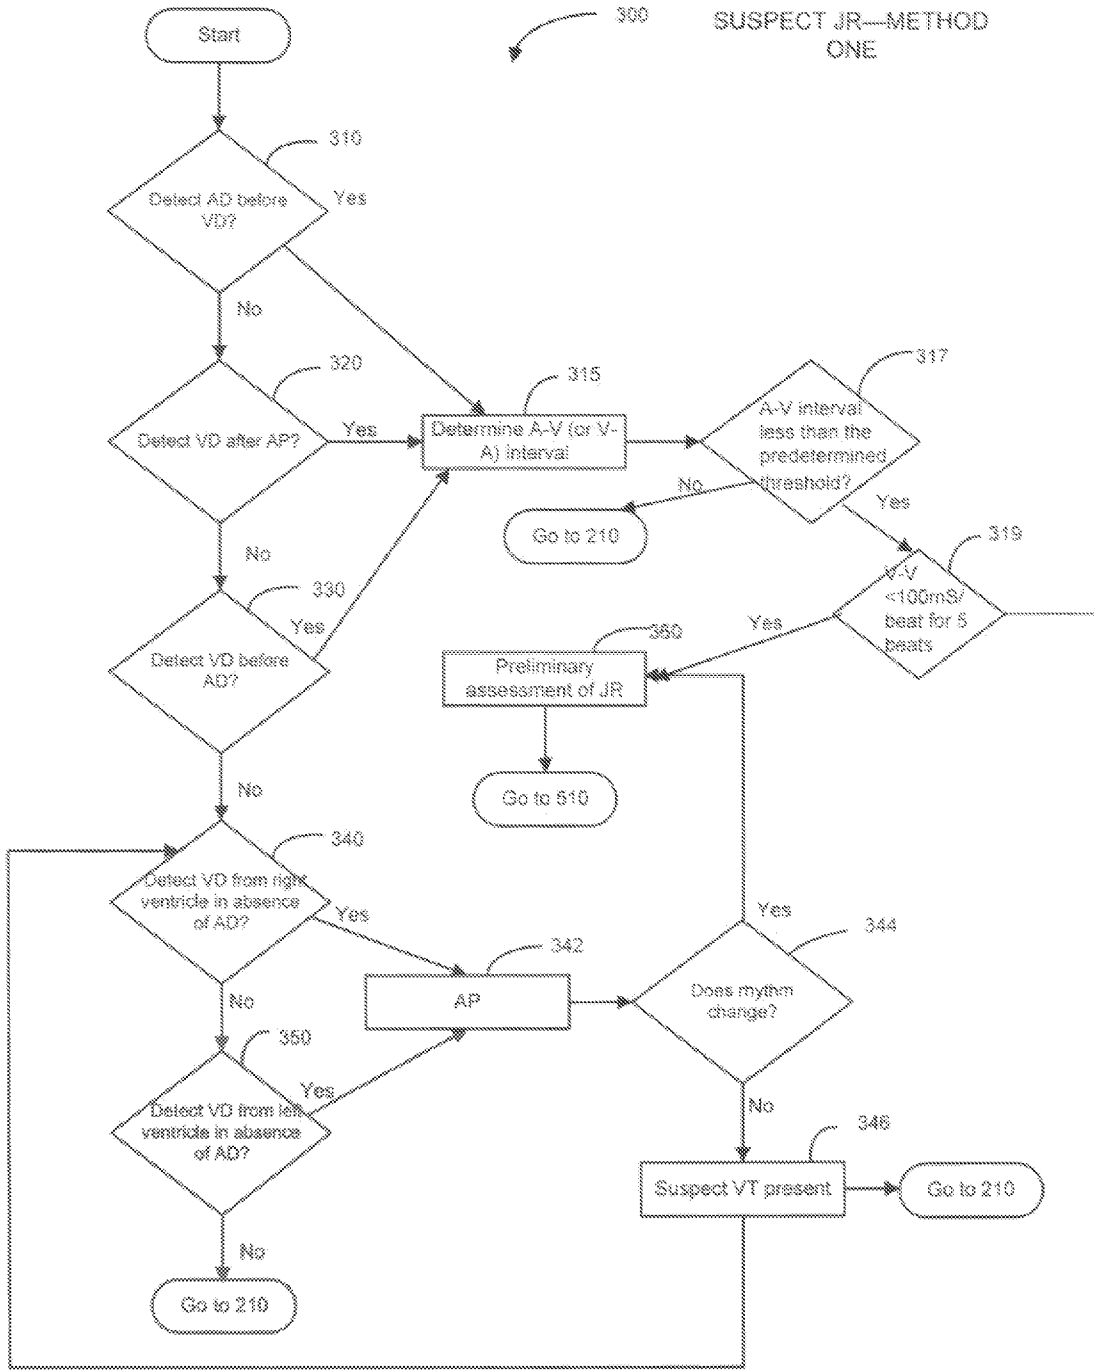 300
SUSPECT JR—METHOD
ONE
Start
310
Detect AD before
VD?
Yes
No
320
Detect VD after AP?
Yes
315
Determine A-V (or V-
A) Interval
317
A-V interval
less than the
predetermined
threshold?
No
Go to 210
Yes
319
V-V
<100mS/
beat for 5
beats
Yes
No
330
Detect VD before
AD?
Yes
360
Preliminary
assessment of JR
Go to 510
No
340
Detect VD from right
ventricle in absence
of AD?
Yes
342
AP
Yes
344
Does rhythm
change?
No
350
Detect VD from left
ventricle in absence
of AD?
Yes
No
346
Suspect VT present
Go to 210
No
Go to 210